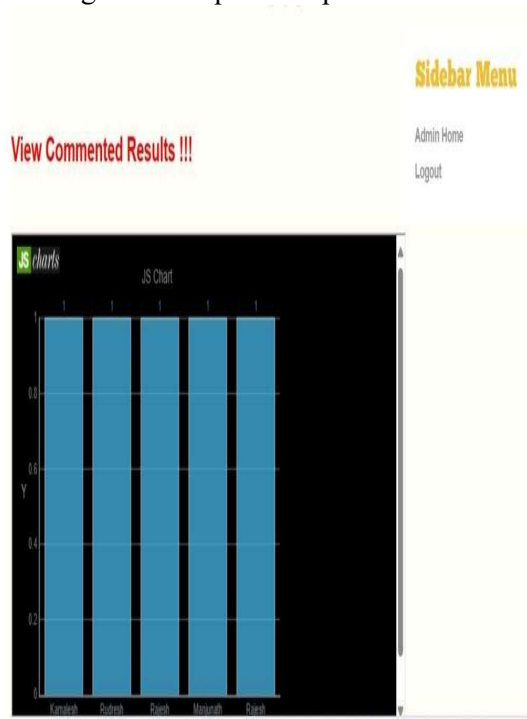 Sidebar Menu
Admin Home
Logout
View Commented Results !!!
JS charts
JS Chart
1 1 1 1 1
1
0.8
0.6
Y
0.4
0.2
0
Kamalesh Rudresh Rajesh Manjunath Rajesh